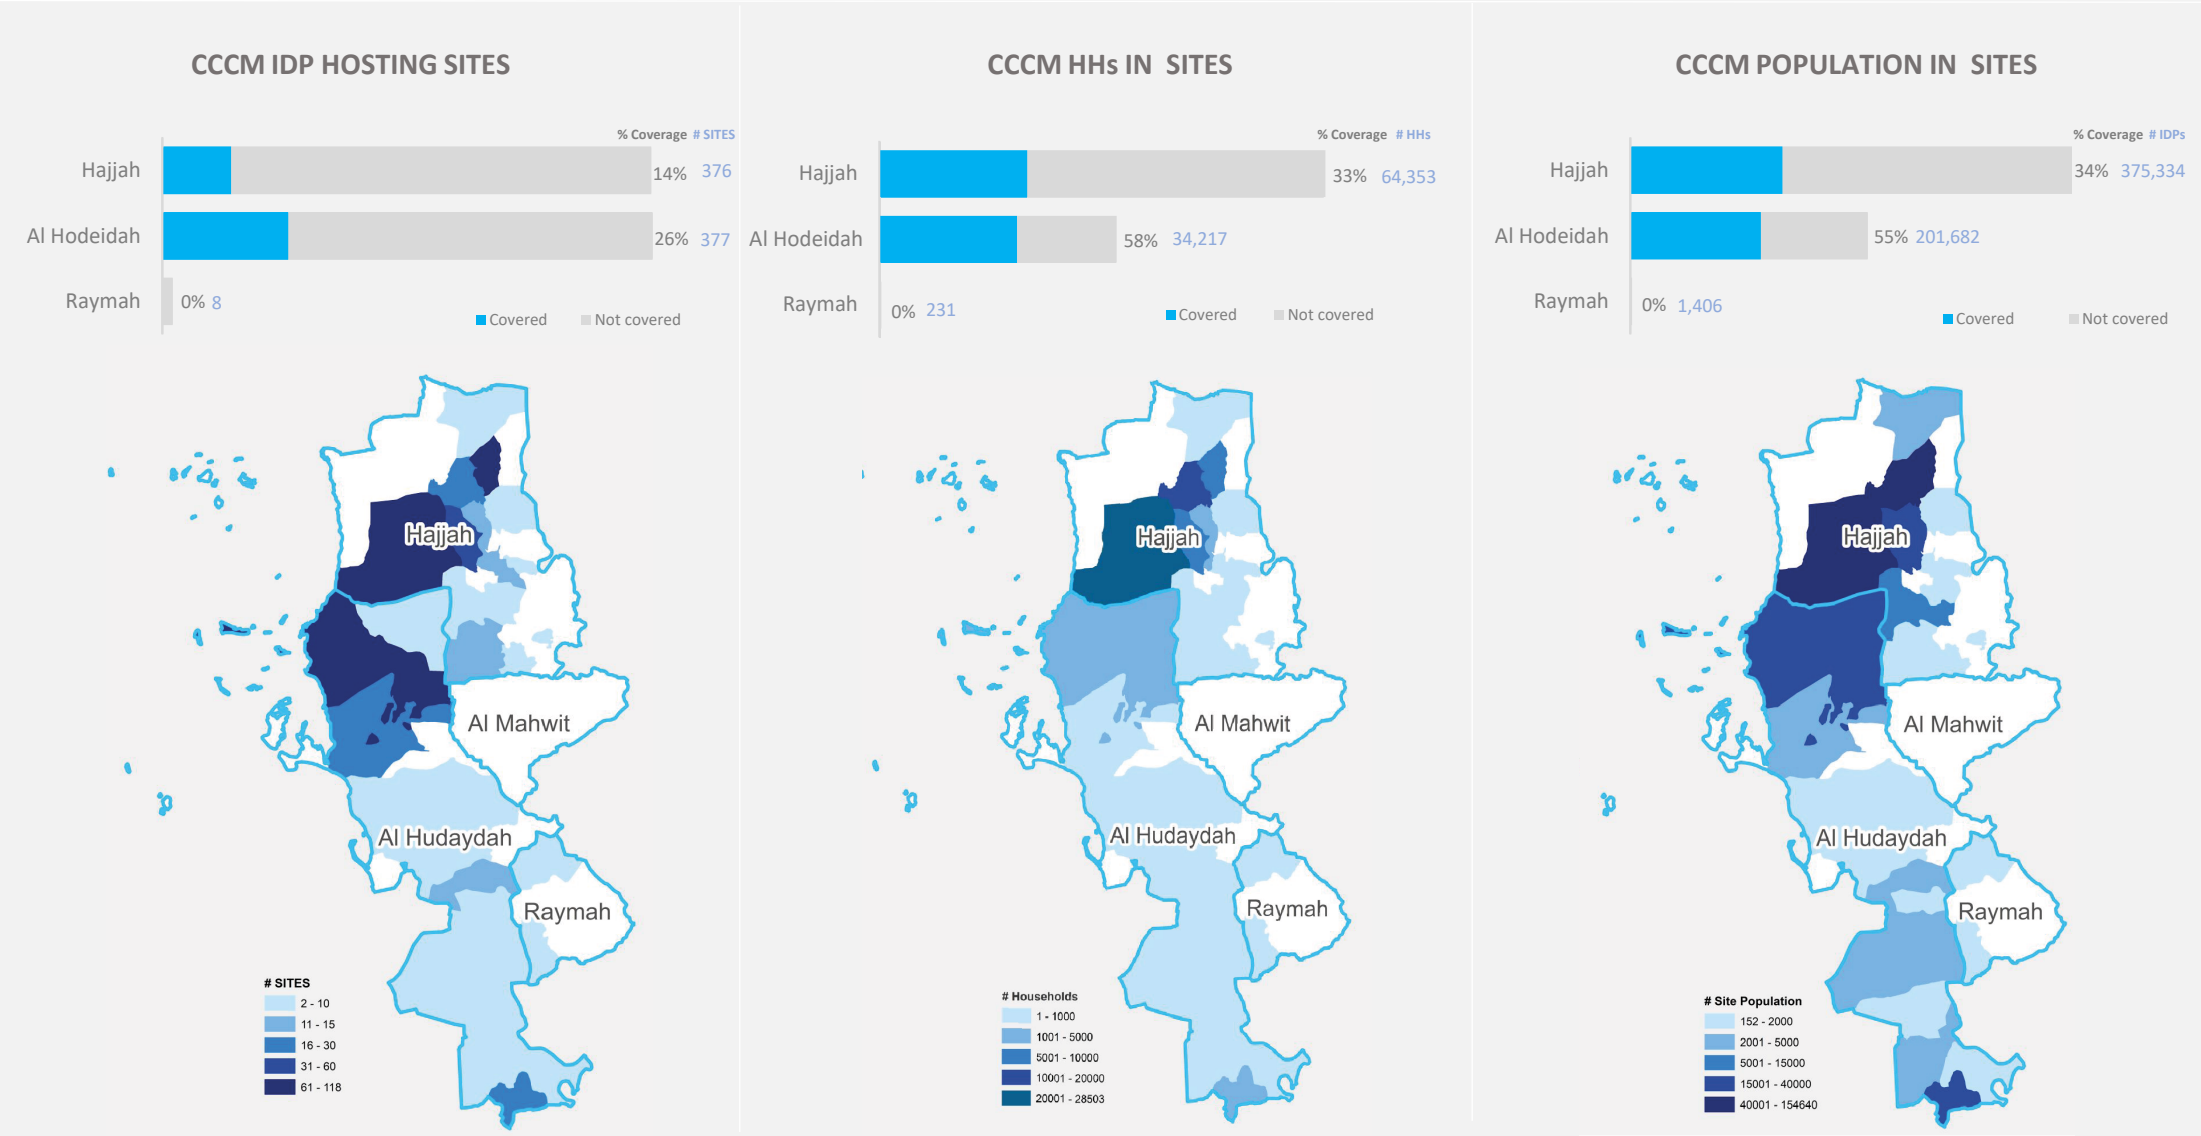 CCCM IDP HOSTING SITES
% Coverage # SITES
Hajjah 14% 376
Al Hodeidah 26% 377
Raymah 0% 8
Covered Not covered
Hajjah
Al Mahwit
Al Hudaydah
Raymah
# SITES
2 - 10
11 - 15
16 - 30
31 - 60
61 - 118
CCCM HHs IN SITES
% Coverage # HHs
Hajjah 33% 64,353
Al Hodeidah 58% 34,217
Raymah 0% 231
Covered Not covered
Hajjah
Al Mahwit
Al Hudaydah
Raymah
# Households
1 - 1000
1001 - 5000
5001 - 10000
10001 - 20000
20001 - 28503
CCCM POPULATION IN SITES
% Coverage # IDPs
Hajjah 34% 375,334
Al Hodeidah 55% 201,682
Raymah 0% 1,406
Covered Not covered
Hajjah
Al Mahwit
Al Hudaydah
Raymah
# Site Population
152 - 2000
2001 - 5000
5001 - 15000
15001 - 40000
40001 - 154640